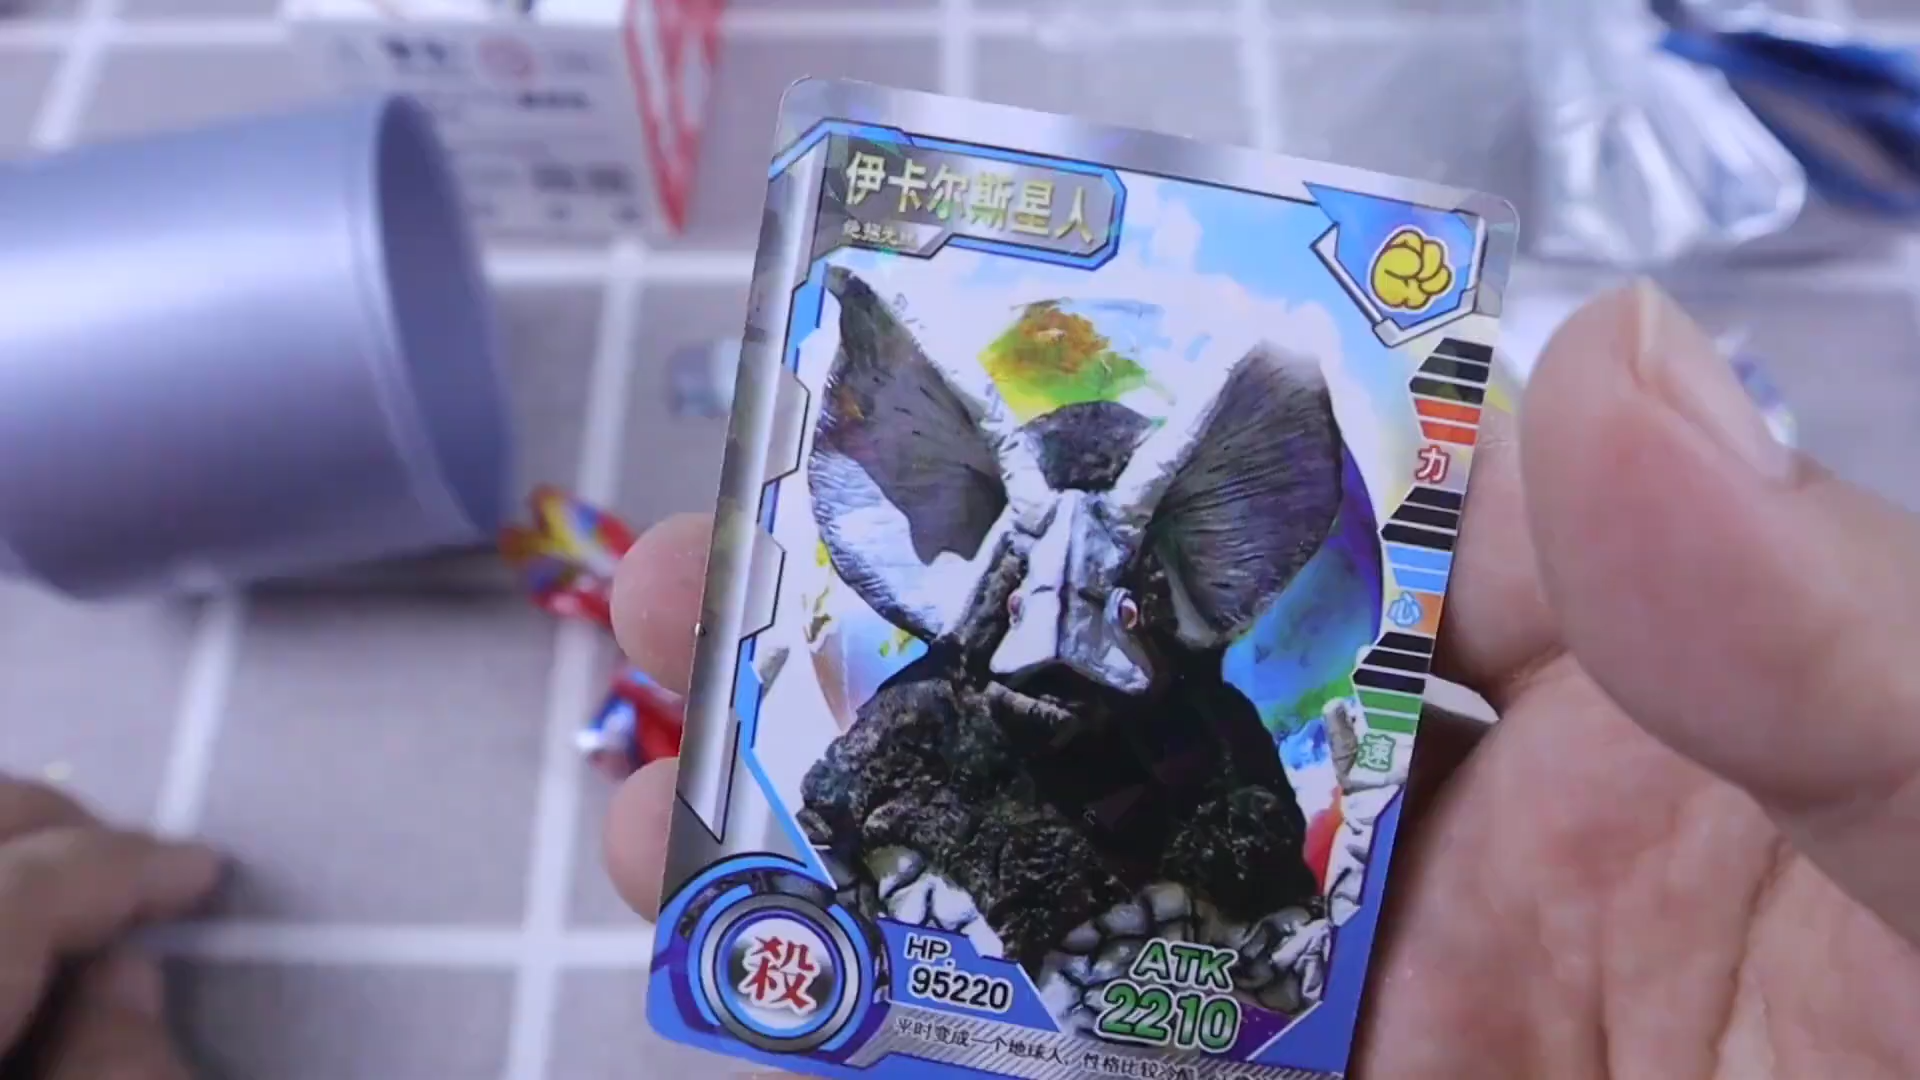 伊卡尔斯星人
力
心
速
殺
HP.
95220
ATK
2210
平时变成一个地球人，性格比较